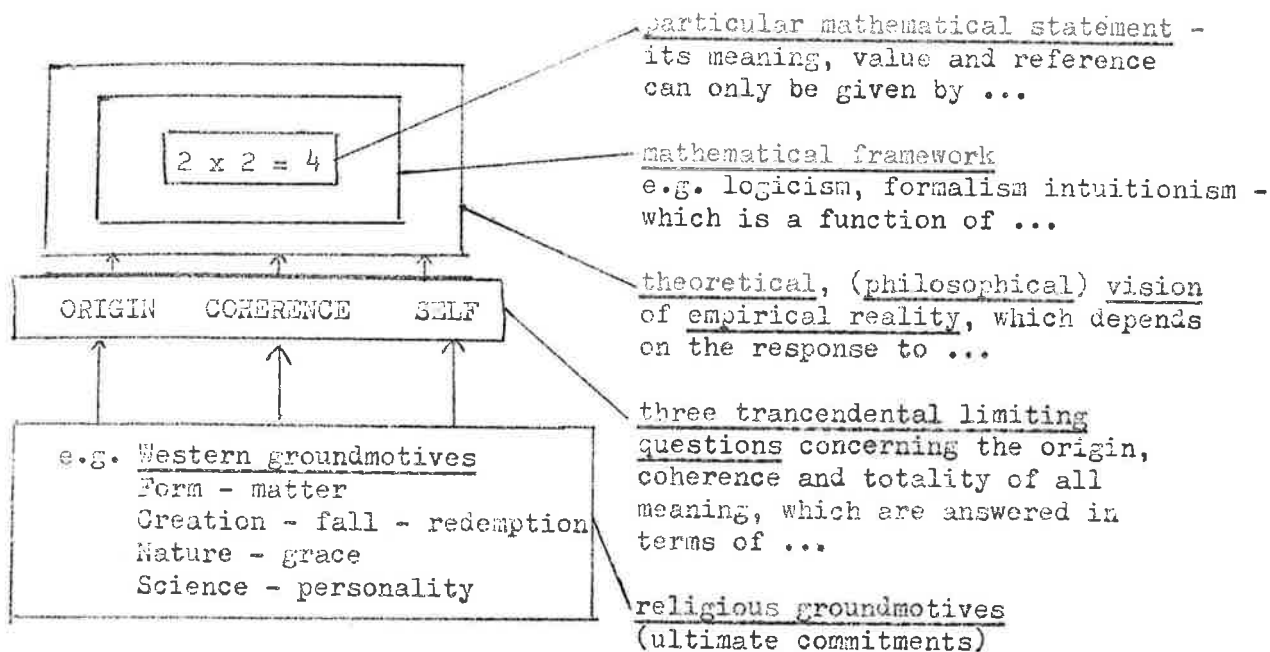 particular mathematical statement -
its meaning, value and reference
can only be given by ...
2 x 2 = 4
mathematical framework
e.g. logicism, formalism intuitionism -
which is a function of ...
theoretical, (philosophical) vision
of empirical reality, which depends
on the response to ...
ORIGIN COHERENCE SELF
three trancendental limiting
questions concerning the origin,
coherence and totality of all
meaning, which are answered in
terms of ...
e.g. Western groundmotives
Form - matter
Creation - fall - redemption
Nature - grace
Science - personality
religious groundmotives
(ultimate commitments)